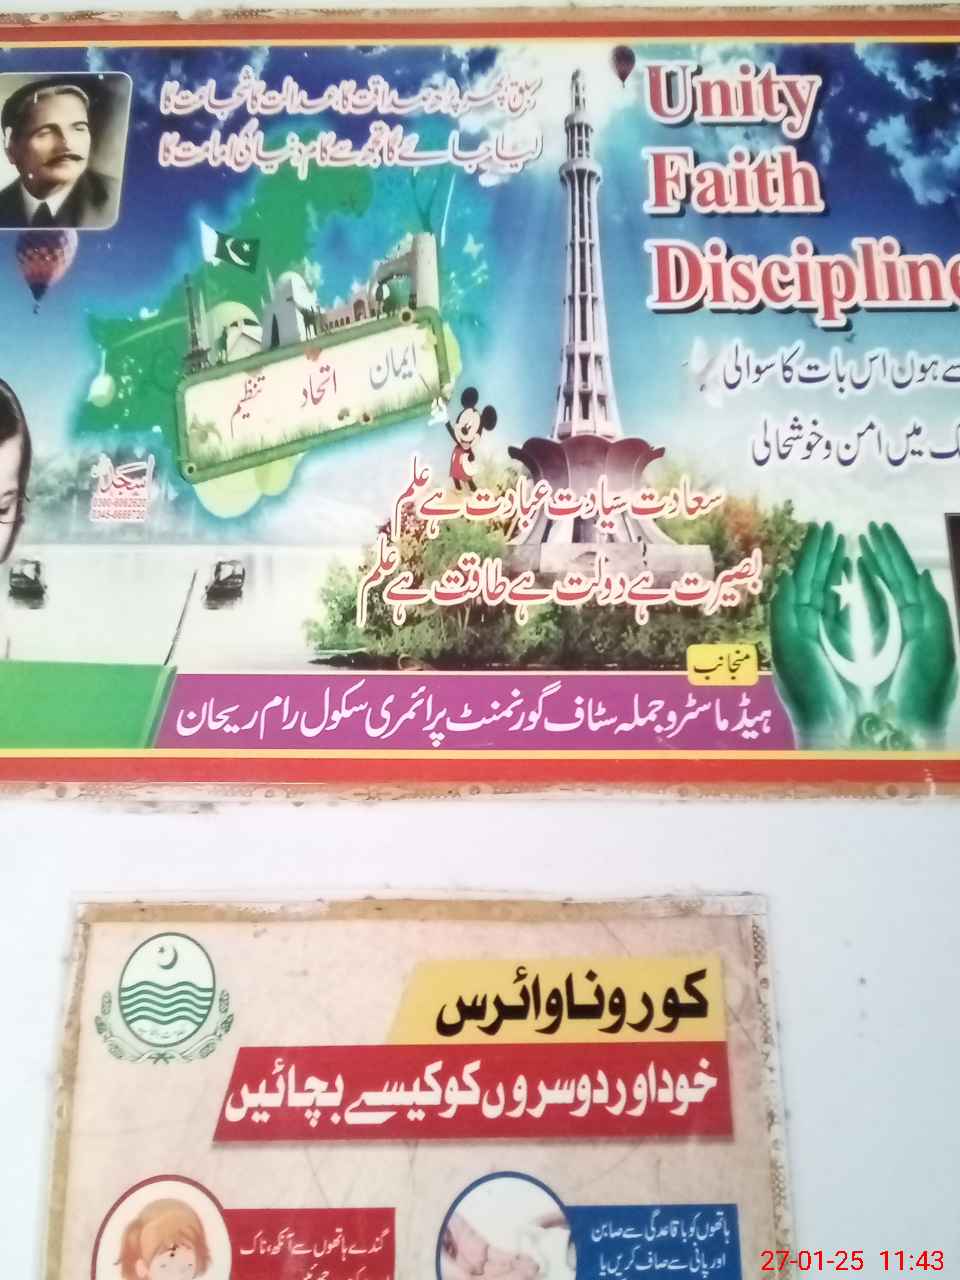 سبق پھر پڑھ صداقت کا، عدالت کا، شجاعت کا
لیا جائے گا تجھ سے کام دنیا کی امامت کا
Unity
Faith
Discipline
ایمان اتحاد تنظیم
سے ہوں اس بات کا سوالی
میں امن و خوشحالی
سعادت سیادت عبادت ہے علم
بصیرت ہے دولت ہے طاقت ہے علم
منجانب
ہیڈ ماسٹر و جملہ سٹاف گورنمنٹ پرائمری سکول رام ریحان
کورونا وائرس
خود اور دوسروں کو کیسے بچائیں
گندے ہاتھوں سے آنکھ، ناک
ہاتھوں کو باقاعدگی سے صابن
اور پانی سے صاف کریں یا
27-01-25 11:43